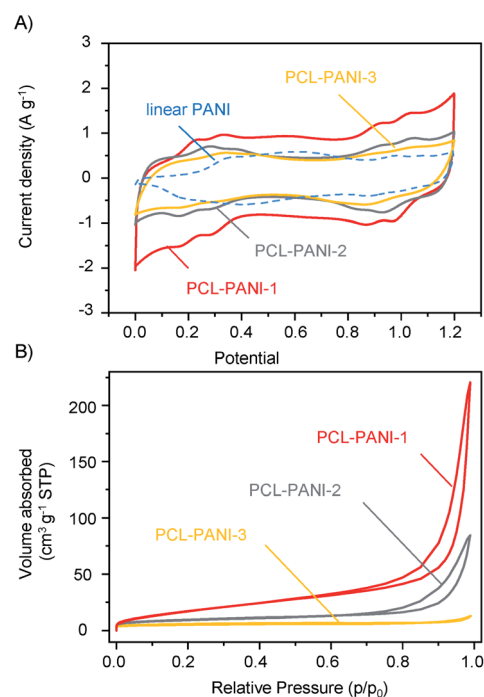 A)
Current density (A g⁻¹)
3
2
1
0
-1
-2
-3
linear PANI
PCL-PANI-3
PCL-PANI-2
PCL-PANI-1
0.0 0.2 0.4 0.6 0.8 1.0 1.2
Potential
B)
Volume absorbed
(cm³ g⁻¹ STP)
200
150
100
50
0
PCL-PANI-1
PCL-PANI-2
PCL-PANI-3
0.0 0.2 0.4 0.6 0.8 1.0
Relative Pressure (p/p₀)